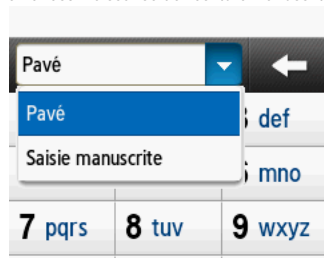 Pavé
Pavé
def
Saisie manuscrite
mno
7 pqrs 8 tuv 9 wxyz